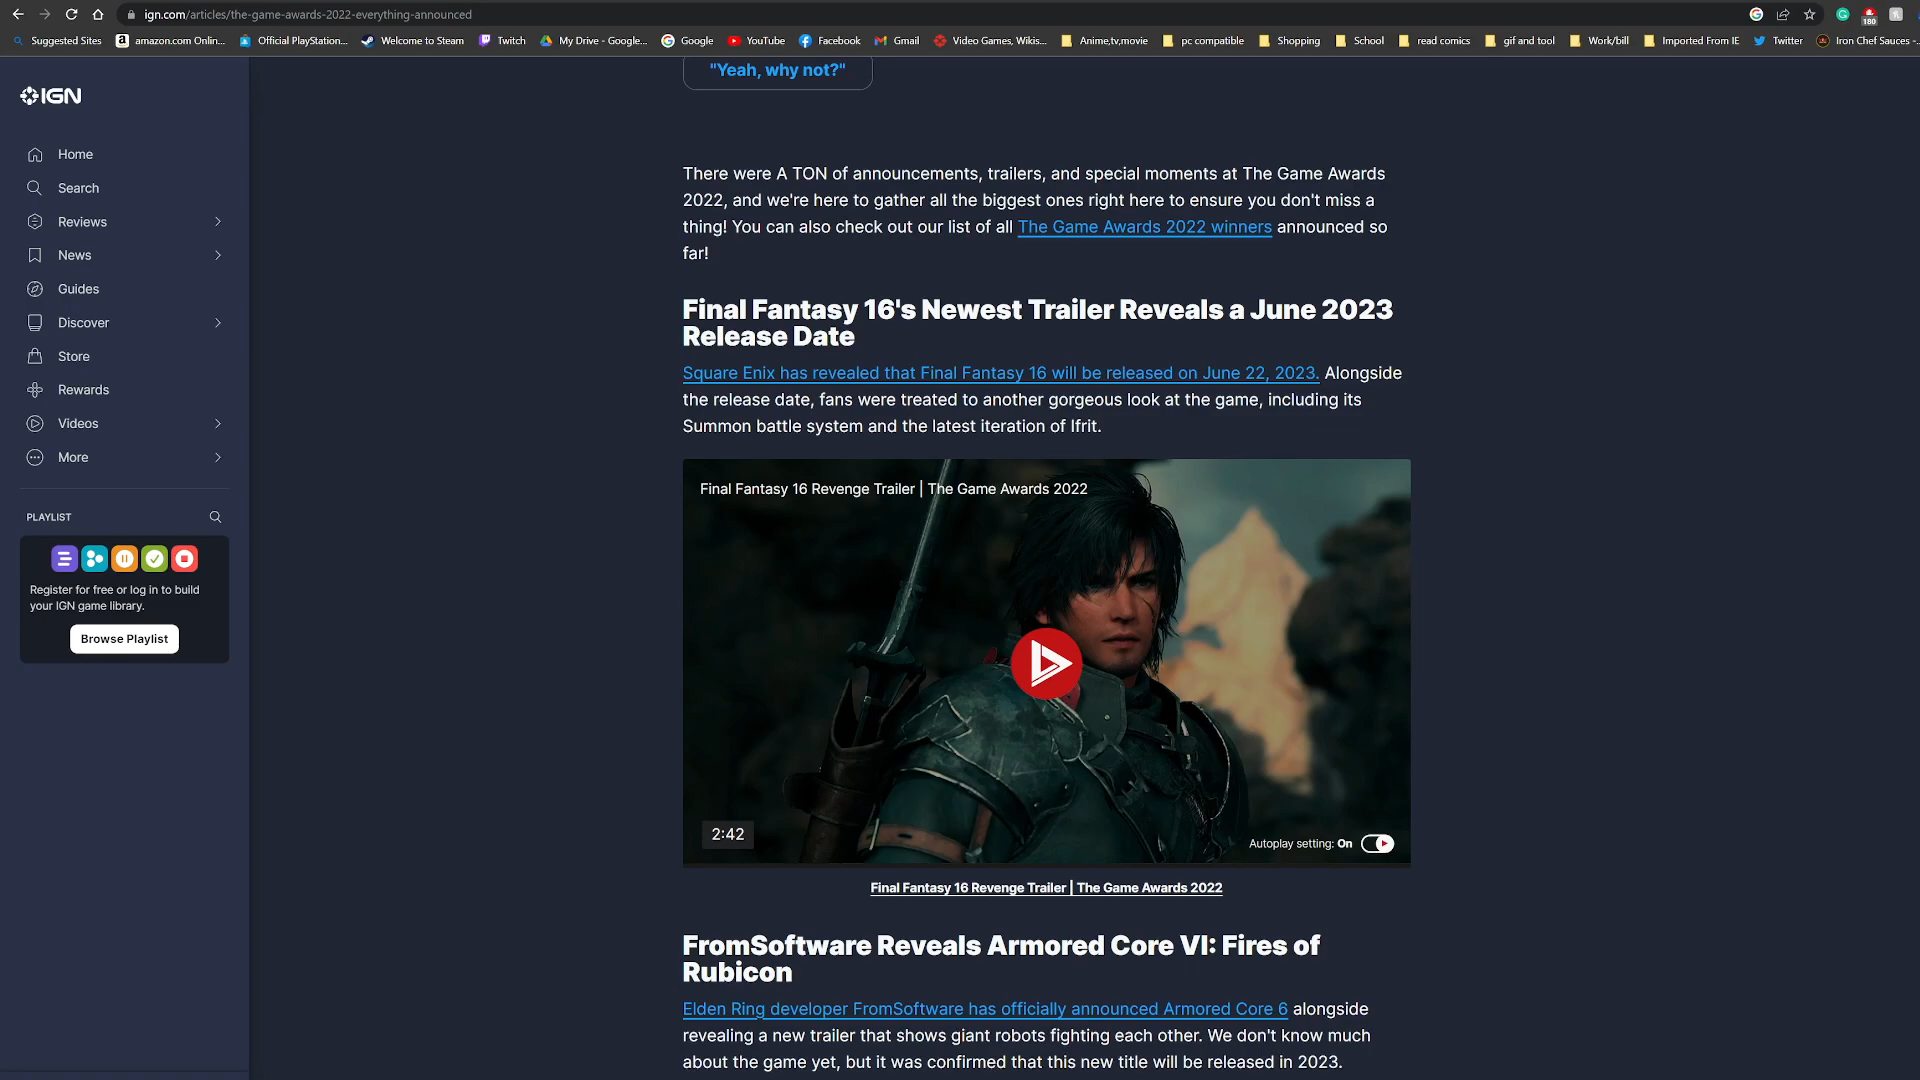 ign.com/articles/the-game-awards-2022-everything-announced
180
Suggested Sites
amazon.com Onlin...
Official PlayStation...
Welcome to Steam
Twitch
My Drive - Google...
Google
YouTube
Facebook
Gmail
Video Games, Wikis...
Anime,tv,movie
pc compatible
Shopping
School
read comics
gif and tool
Work/bill
Imported From IE
Twitter
Iron Chef Sauces -...
IGN
Home
Search
Reviews
News
Guides
Discover
Store
Rewards
Videos
More
PLAYLIST
Register for free or log in to build
your IGN game library.
Browse Playlist
"Yeah, why not?"
There were A TON of announcements, trailers, and special moments at The Game Awards
2022, and we're here to gather all the biggest ones right here to ensure you don't miss a
thing! You can also check out our list of all The Game Awards 2022 winners announced so
far!
Final Fantasy 16's Newest Trailer Reveals a June 2023
Release Date
Square Enix has revealed that Final Fantasy 16 will be released on June 22, 2023. Alongside
the release date, fans were treated to another gorgeous look at the game, including its
Summon battle system and the latest iteration of Ifrit.
Final Fantasy 16 Revenge Trailer | The Game Awards 2022
2:42
Autoplay setting: On
Final Fantasy 16 Revenge Trailer | The Game Awards 2022
FromSoftware Reveals Armored Core VI: Fires of
Rubicon
Elden Ring developer FromSoftware has officially announced Armored Core 6 alongside
revealing a new trailer that shows giant robots fighting each other. We don't know much
about the game yet, but it was confirmed that this new title will be released in 2023.